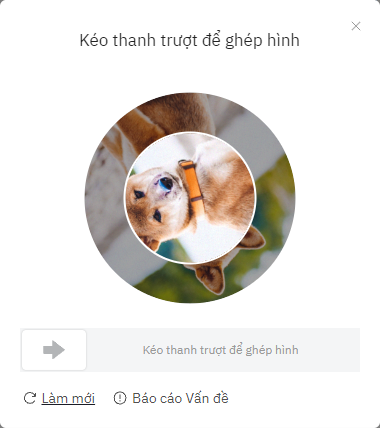 Kéo thanh trượt để ghép hình
Kéo thanh trượt để ghép hình
Làm mới
Báo cáo Vấn đề